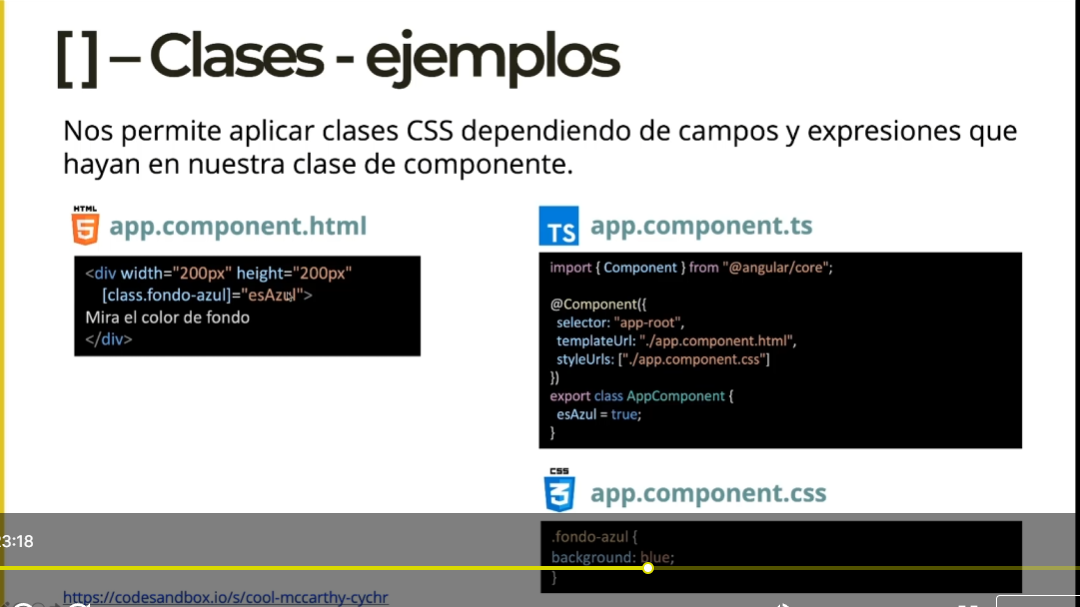 [ ] – Clases - ejemplos
Nos permite aplicar clases CSS dependiendo de campos y expresiones que
hayan en nuestra clase de componente.
HTML
5
app.component.html
<div width="200px" height="200px"
[class.fondo-azul]="esAzul">
Mira el color de fondo
</div>
TS
app.component.ts
import { Component } from "@angular/core";
@Component({
selector: "app-root",
templateUrl: "./app.component.html",
styleUrls: ["./app.component.css"]
})
export class AppComponent {
esAzul = true;
}
CSS
3
app.component.css
.fondo-azul {
background: blue;
}
3:18
https://codesandbox.io/s/cool-mccarthy-cychr